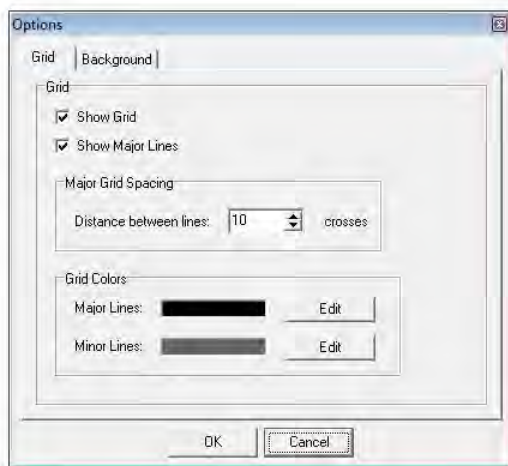 Options
Grid Background
Grid
Show Grid
Show Major Lines
Major Grid Spacing
Distance between lines: 10 crosses
Grid Colors
Major Lines: Edit
Minor Lines: Edit
OK Cancel